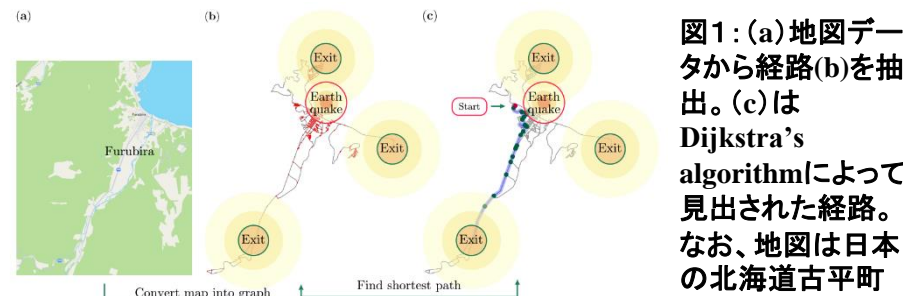 (a)
Furubira
(b)
Exit
Earth
quake
Exit
Exit
(c)
Exit
Start
Earth
quake
Exit
Exit
Convert map into graph
Find shortest path
図1:(a)地図デー
タから経路(b)を抽
出。(c)は
Dijkstra's
algorithmによって
見出された経路。
なお、地図は日本
の北海道古平町